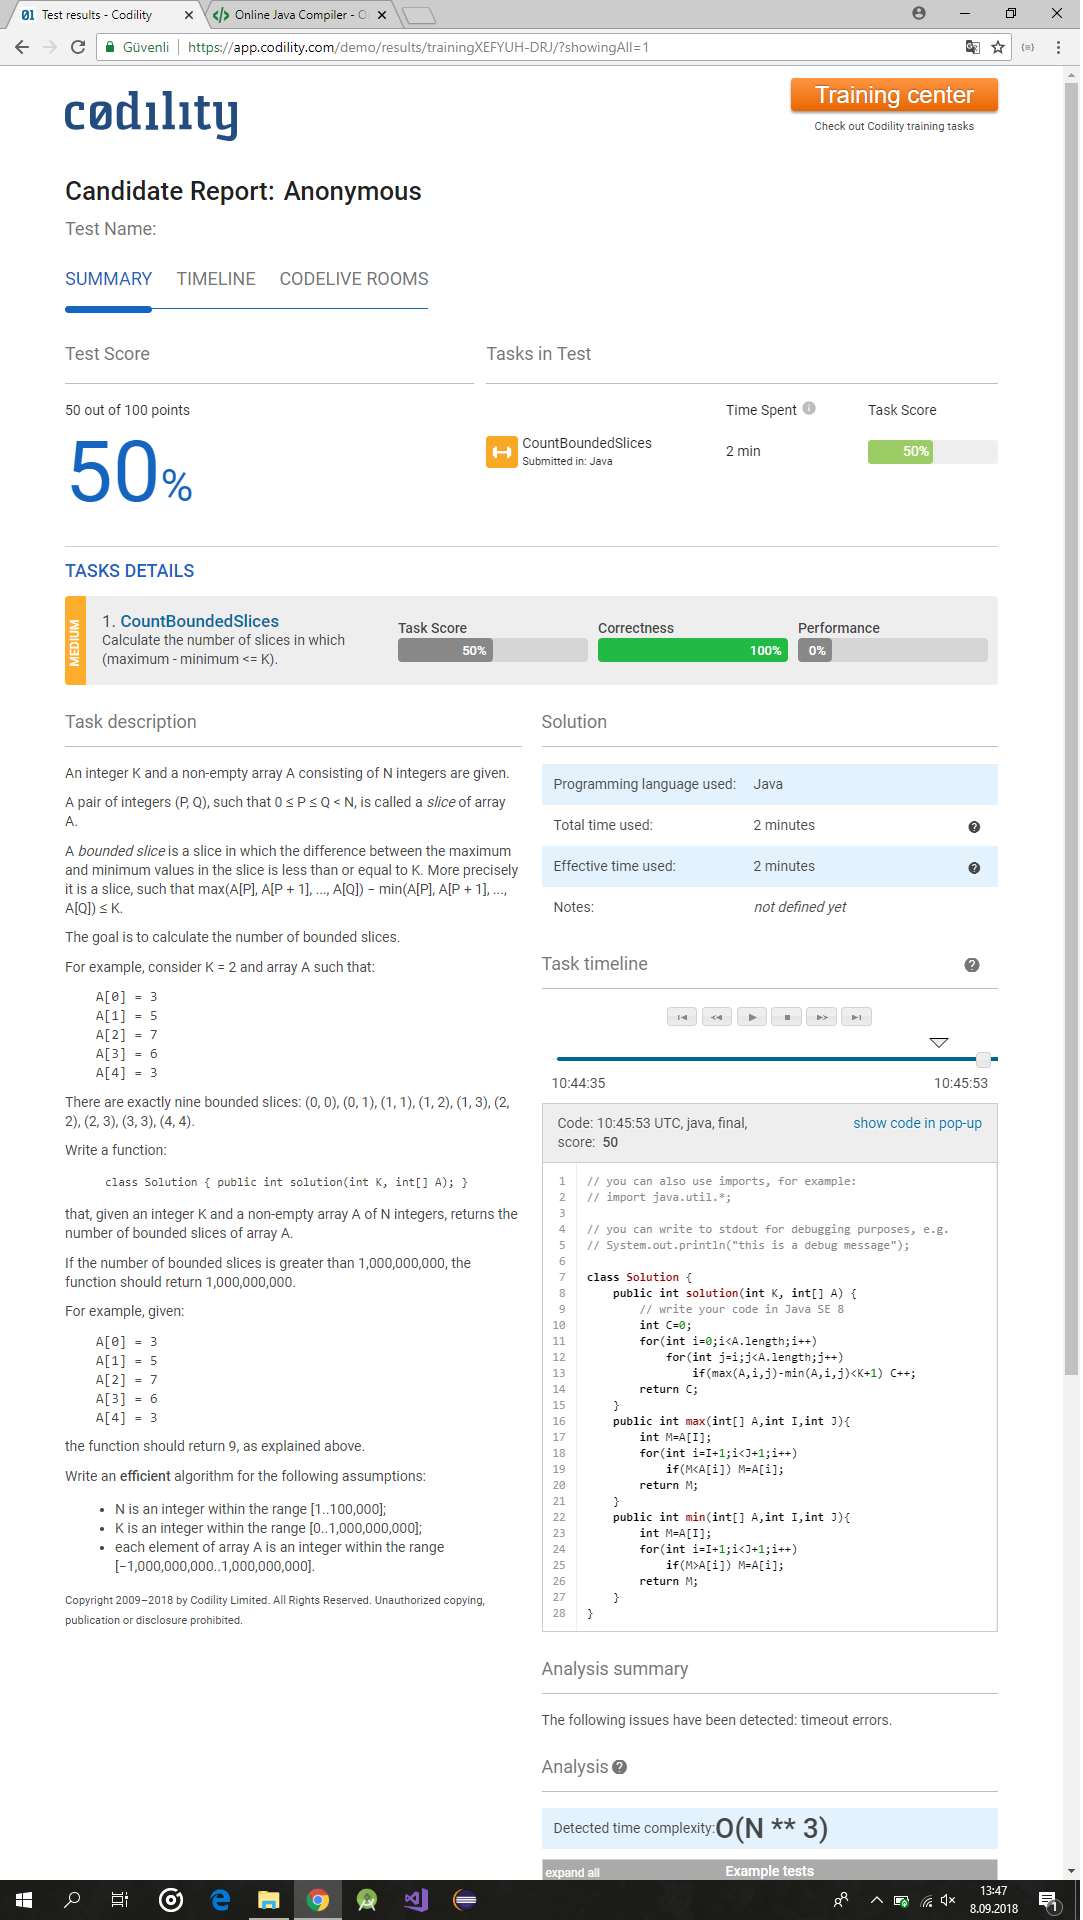 Test results - Codility
Online Java Compiler - O
Güvenli
https://app.codility.com/demo/results/trainingXEFYUH-DRJ/?showingAll=1
codility
Training center
Check out Codility training tasks
Candidate Report: Anonymous
Test Name:
SUMMARY TIMELINE CODELIVE ROOMS
Test Score
50 out of 100 points
50%
Tasks in Test
Time Spent
Task Score
CountBoundedSlices
Submitted in: Java
2 min
50%
TASKS DETAILS
MEDIUM
1. CountBoundedSlices
Calculate the number of slices in which
(maximum - minimum <= K).
Task Score
50%
Correctness
100%
Performance
0%
Task description
An integer K and a non-empty array A consisting of N integers are given.
A pair of integers (P, Q), such that 0 ≤ P ≤ Q < N, is called a slice of array
A.
A bounded slice is a slice in which the difference between the maximum
and minimum values in the slice is less than or equal to K. More precisely
it is a slice, such that max(A[P], A[P + 1], ..., A[Q]) − min(A[P], A[P + 1], ...,
A[Q]) ≤ K.
The goal is to calculate the number of bounded slices.
For example, consider K = 2 and array A such that:
A[0] = 3
A[1] = 5
A[2] = 7
A[3] = 6
A[4] = 3
There are exactly nine bounded slices: (0, 0), (0, 1), (1, 1), (1, 2), (1, 3), (2,
2), (2, 3), (3, 3), (4, 4).
Write a function:
class Solution { public int solution(int K, int[] A); }
that, given an integer K and a non-empty array A of N integers, returns the
number of bounded slices of array A.
If the number of bounded slices is greater than 1,000,000,000, the
function should return 1,000,000,000.
For example, given:
A[0] = 3
A[1] = 5
A[2] = 7
A[3] = 6
A[4] = 3
the function should return 9, as explained above.
Write an efficient algorithm for the following assumptions:
• N is an integer within the range [1..100,000];
• K is an integer within the range [0..1,000,000,000];
• each element of array A is an integer within the range
[−1,000,000,000..1,000,000,000].
Copyright 2009–2018 by Codility Limited. All Rights Reserved. Unauthorized copying,
publication or disclosure prohibited.
Solution
Programming language used: Java
Total time used: 2 minutes
Effective time used: 2 minutes
Notes: not defined yet
Task timeline
10:44:35
10:45:53
Code: 10:45:53 UTC, java, final,
score: 50
show code in pop-up
1 // you can also use imports, for example:
2 // import java.util.*;
3
4 // you can write to stdout for debugging purposes, e.g.
5 // System.out.println("this is a debug message");
6
7 class Solution {
8 public int solution(int K, int[] A) {
9 // write your code in Java SE 8
10 int C=0;
11 for(int i=0;i<A.length;i++)
12 for(int j=i;j<A.length;j++)
13 if(max(A,i,j)-min(A,i,j)<K+1) C++;
14 return C;
15 }
16 public int max(int[] A,int I,int J){
17 int M=A[I];
18 for(int i=I+1;i<J+1;i++)
19 if(M<A[i]) M=A[i];
20 return M;
21 }
22 public int min(int[] A,int I,int J){
23 int M=A[I];
24 for(int i=I+1;i<J+1;i++)
25 if(M>A[i]) M=A[i];
26 return M;
27 }
28 }
Analysis summary
The following issues have been detected: timeout errors.
Analysis
Detected time complexity: O(N ** 3)
expand all
Example tests
13:47
8.09.2018
1